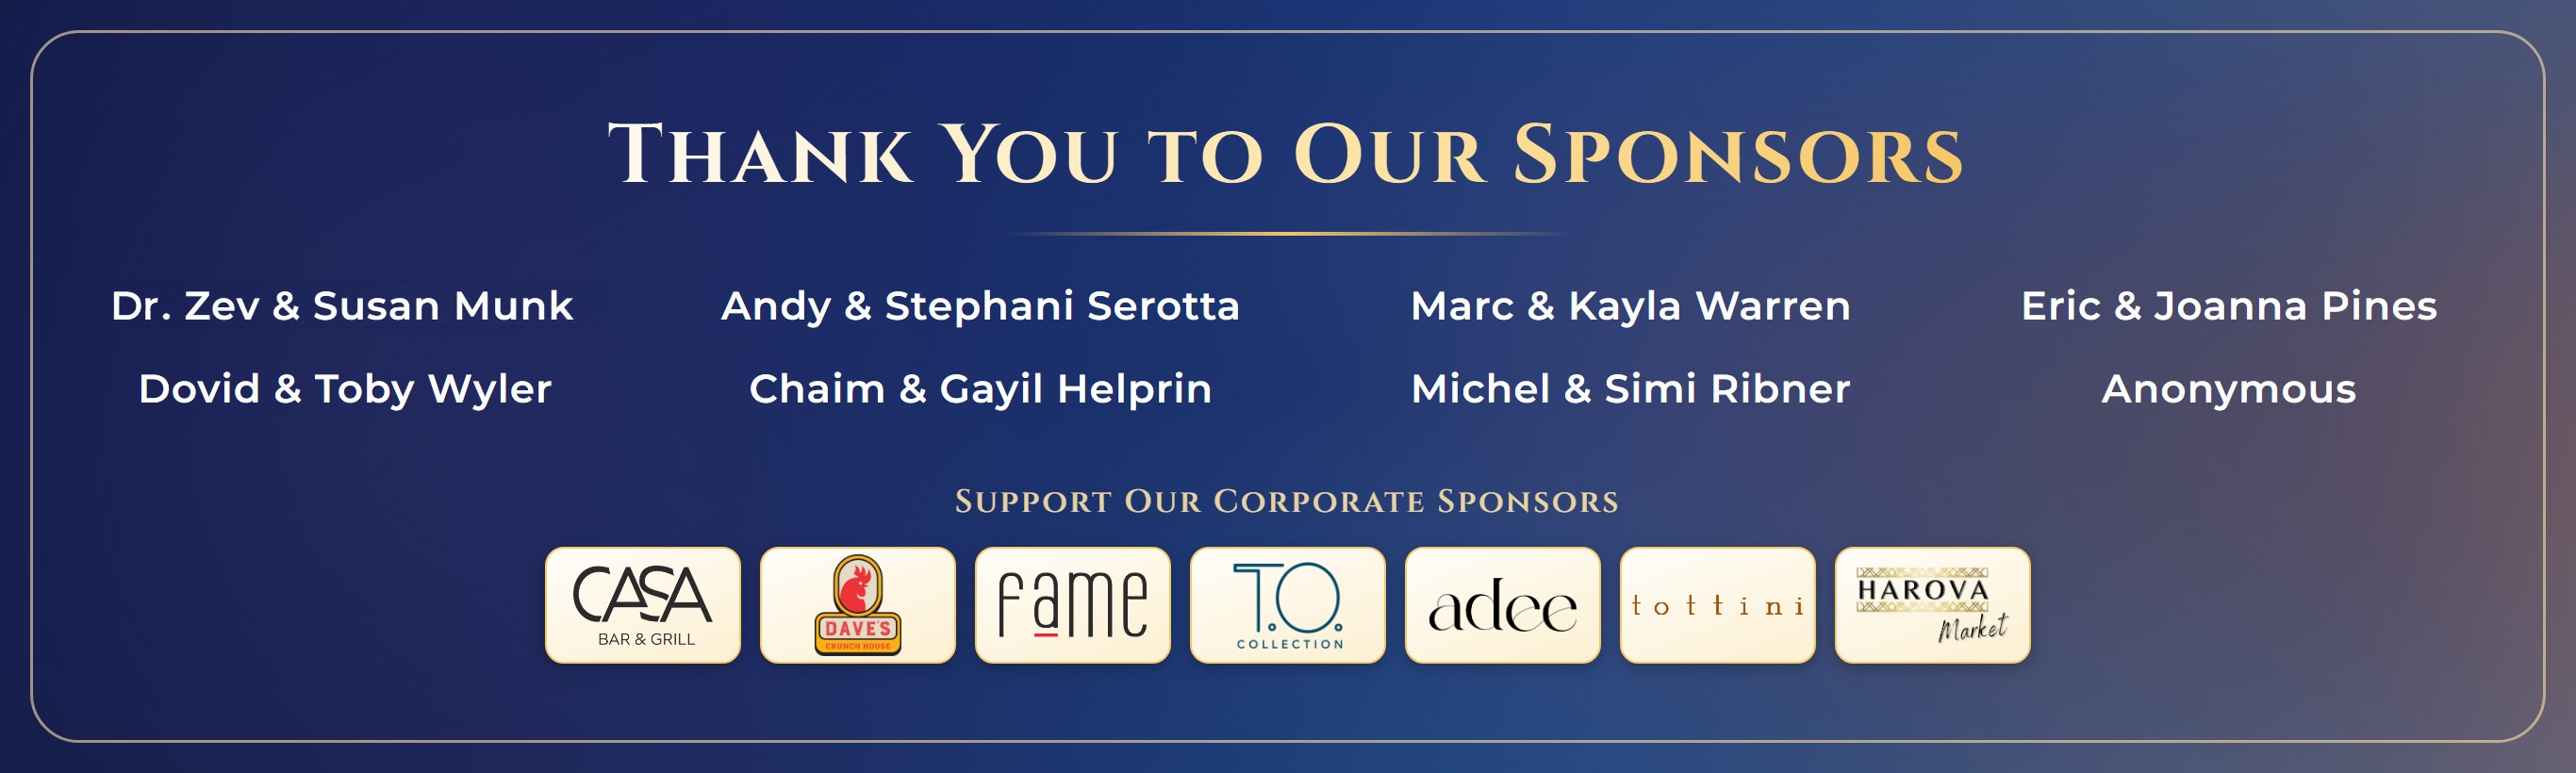 Thank You to Our Sponsors
Dr. Zev & Susan Munk
Andy & Stephani Serotta
Marc & Kayla Warren
Eric & Joanna Pines
Dovid & Toby Wyler
Chaim & Gayil Helprin
Michel & Simi Ribner
Anonymous
Support Our Corporate Sponsors
CASA
BAR & GRILL
DAVE'S
CRUNCH HOUSE
fame
T.O.
COLLECTION
adee
tottini
HAROVA
Market